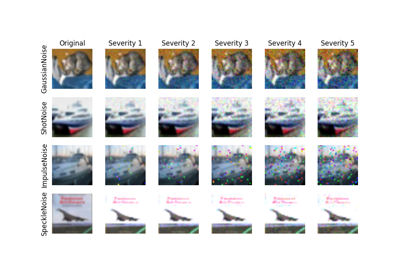 Original Severity 1 Severity 2 Severity 3 Severity 4 Severity 5
GaussianNoise
ShotNoise
ImpulseNoise
SpeckleNoise